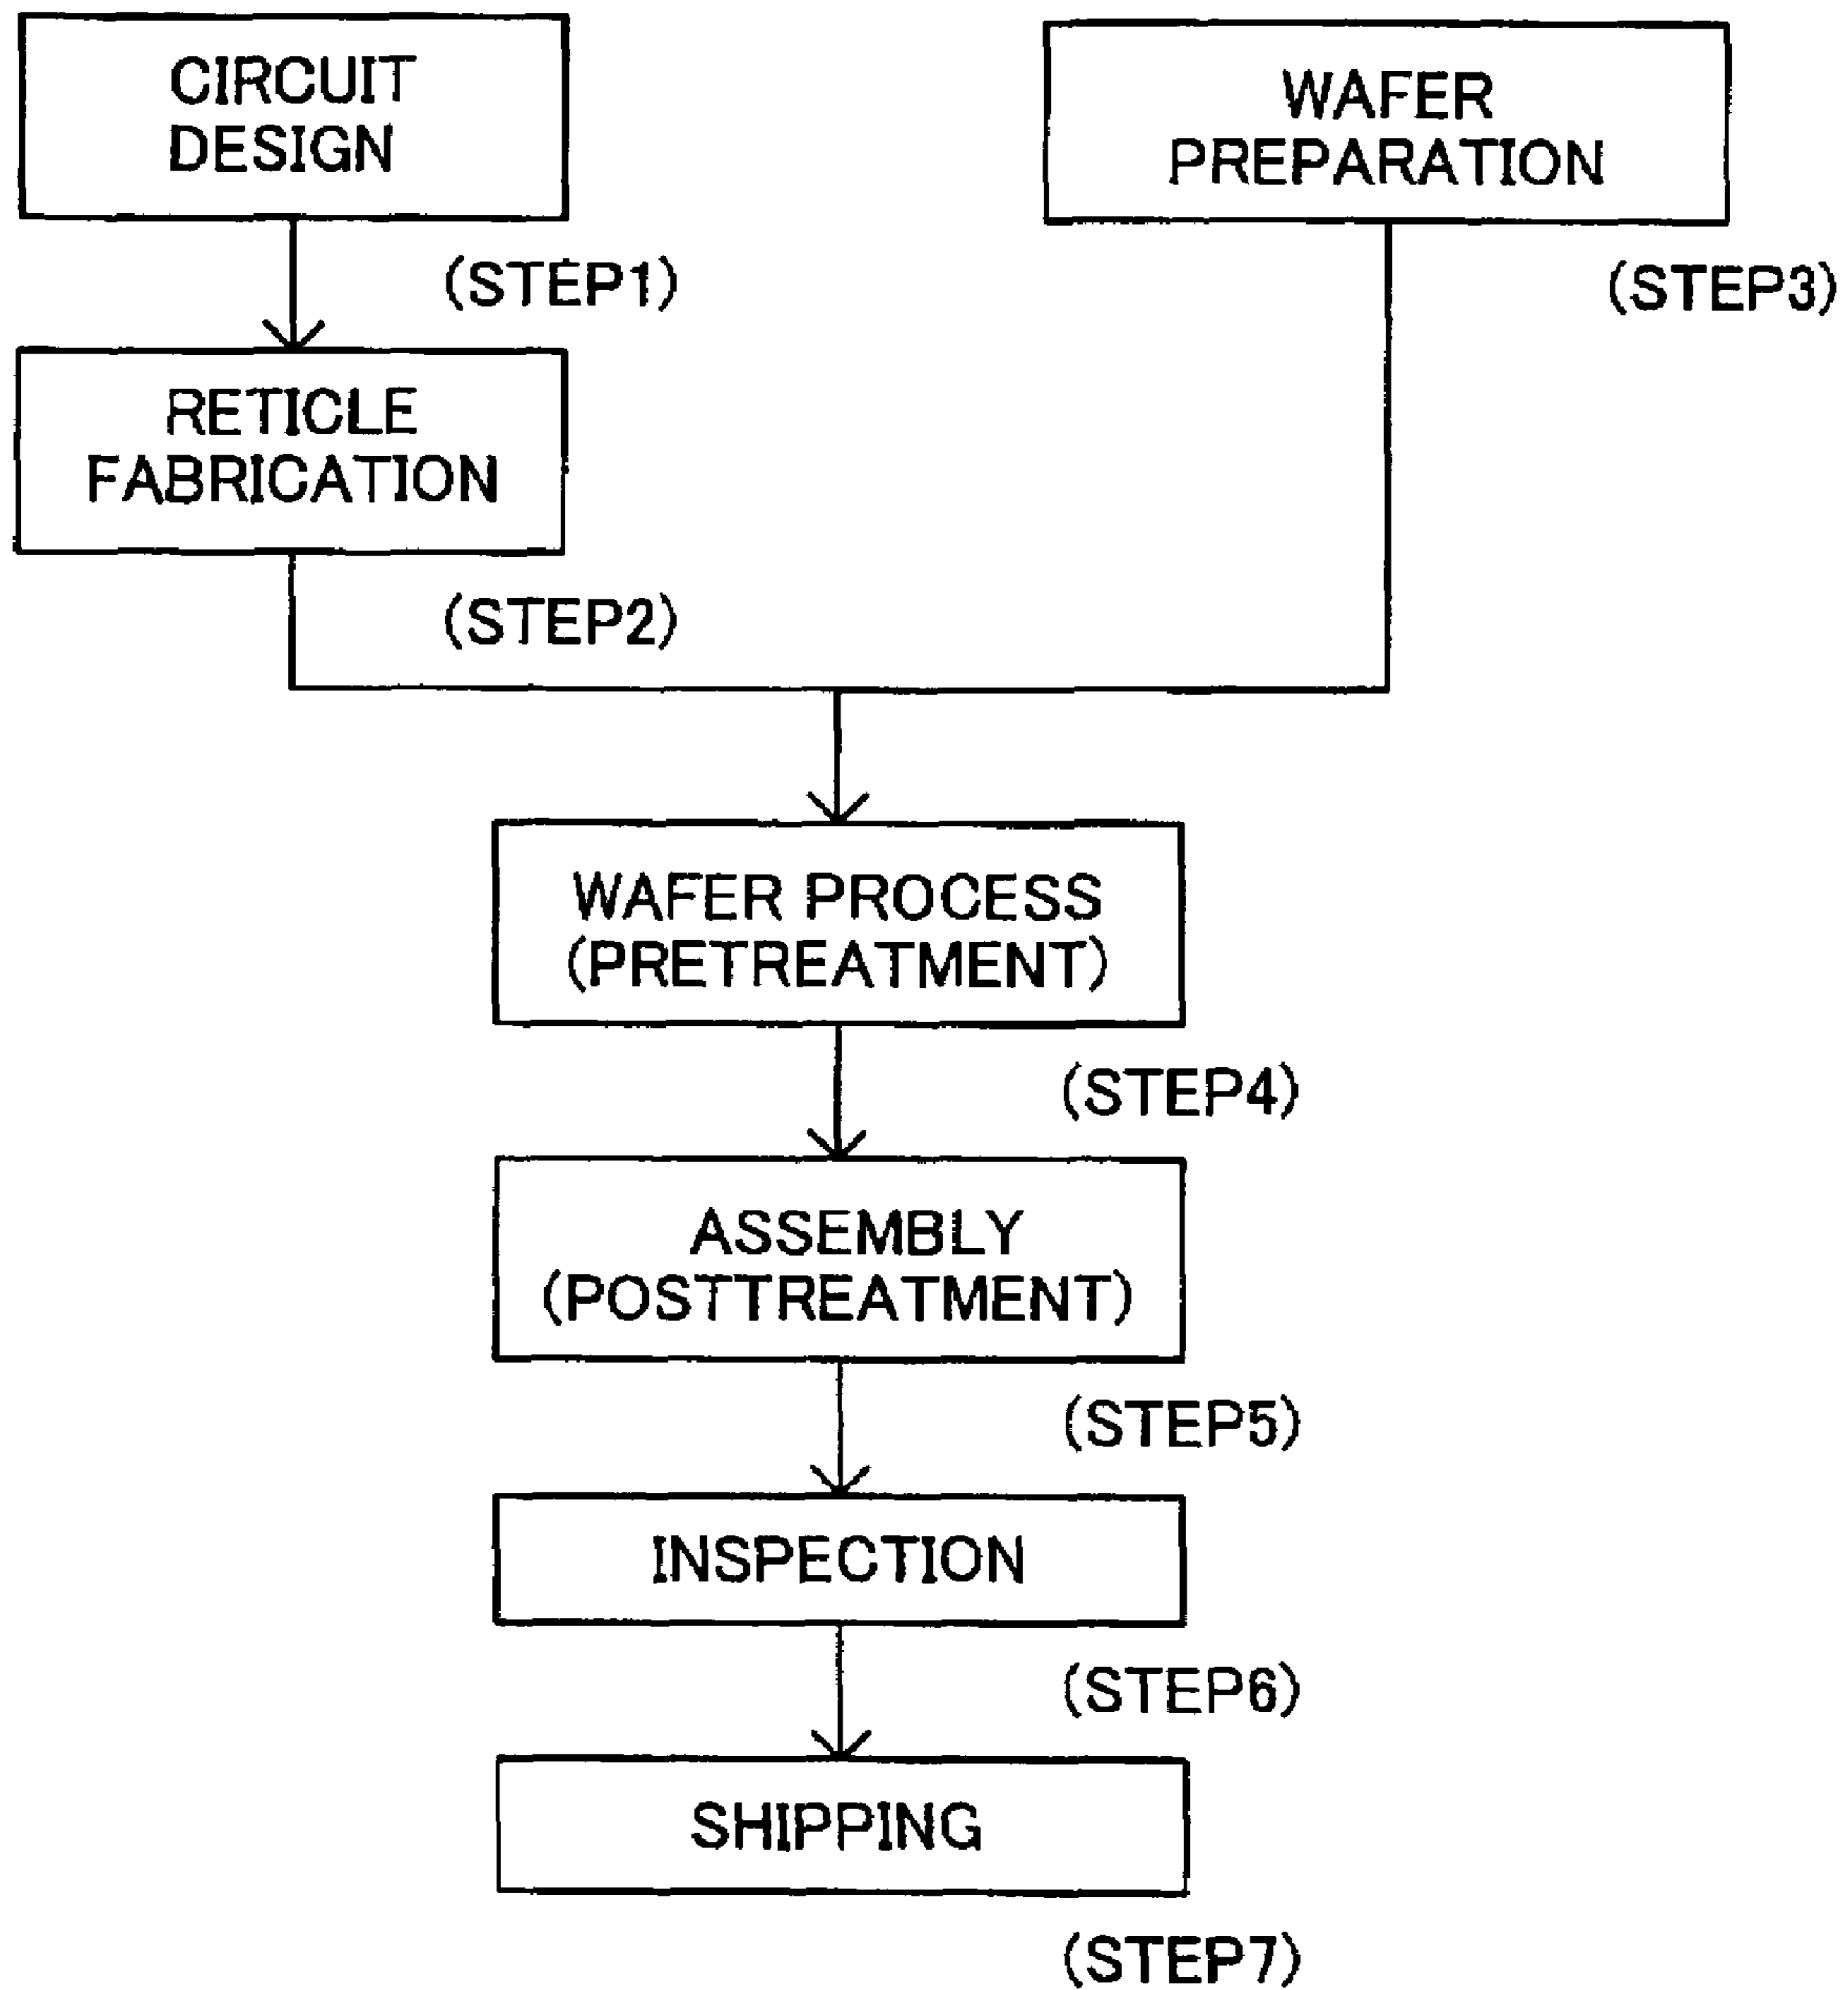 CIRCUIT
DESIGN
(STEP1)
RETICLE
FABRICATION
(STEP2)
WAFER
PREPARATION
(STEP3)
WAFER PROCESS
(PRETREATMENT)
(STEP4)
ASSEMBLY
(POSTTREATMENT)
(STEP5)
INSPECTION
(STEP6)
SHIPPING
(STEP7)